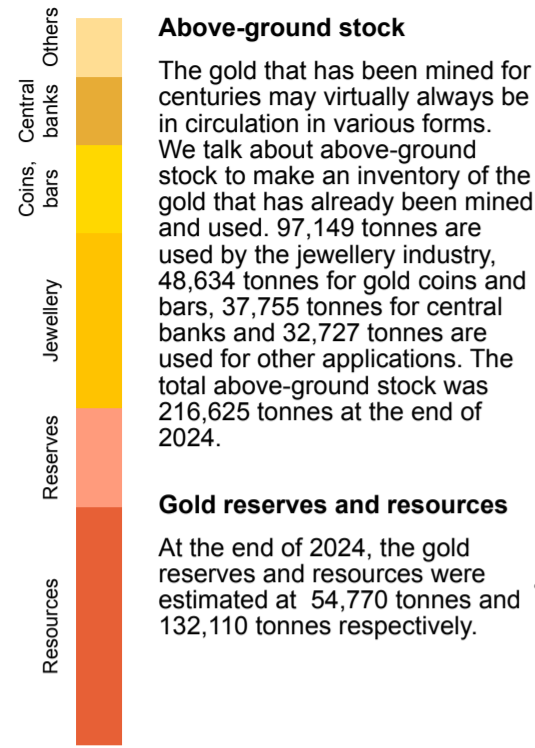 Others
Central
banks
Coins,
bars
Jewellery
Reserves
Resources
Above-ground stock
The gold that has been mined for
centuries may virtually always be
in circulation in various forms.
We talk about above-ground
stock to make an inventory of the
gold that has already been mined
and used. 97,149 tonnes are
used by the jewellery industry,
48,634 tonnes for gold coins and
bars, 37,755 tonnes for central
banks and 32,727 tonnes are
used for other applications. The
total above-ground stock was
216,625 tonnes at the end of
2024.
Gold reserves and resources
At the end of 2024, the gold
reserves and resources were
estimated at 54,770 tonnes and
132,110 tonnes respectively.